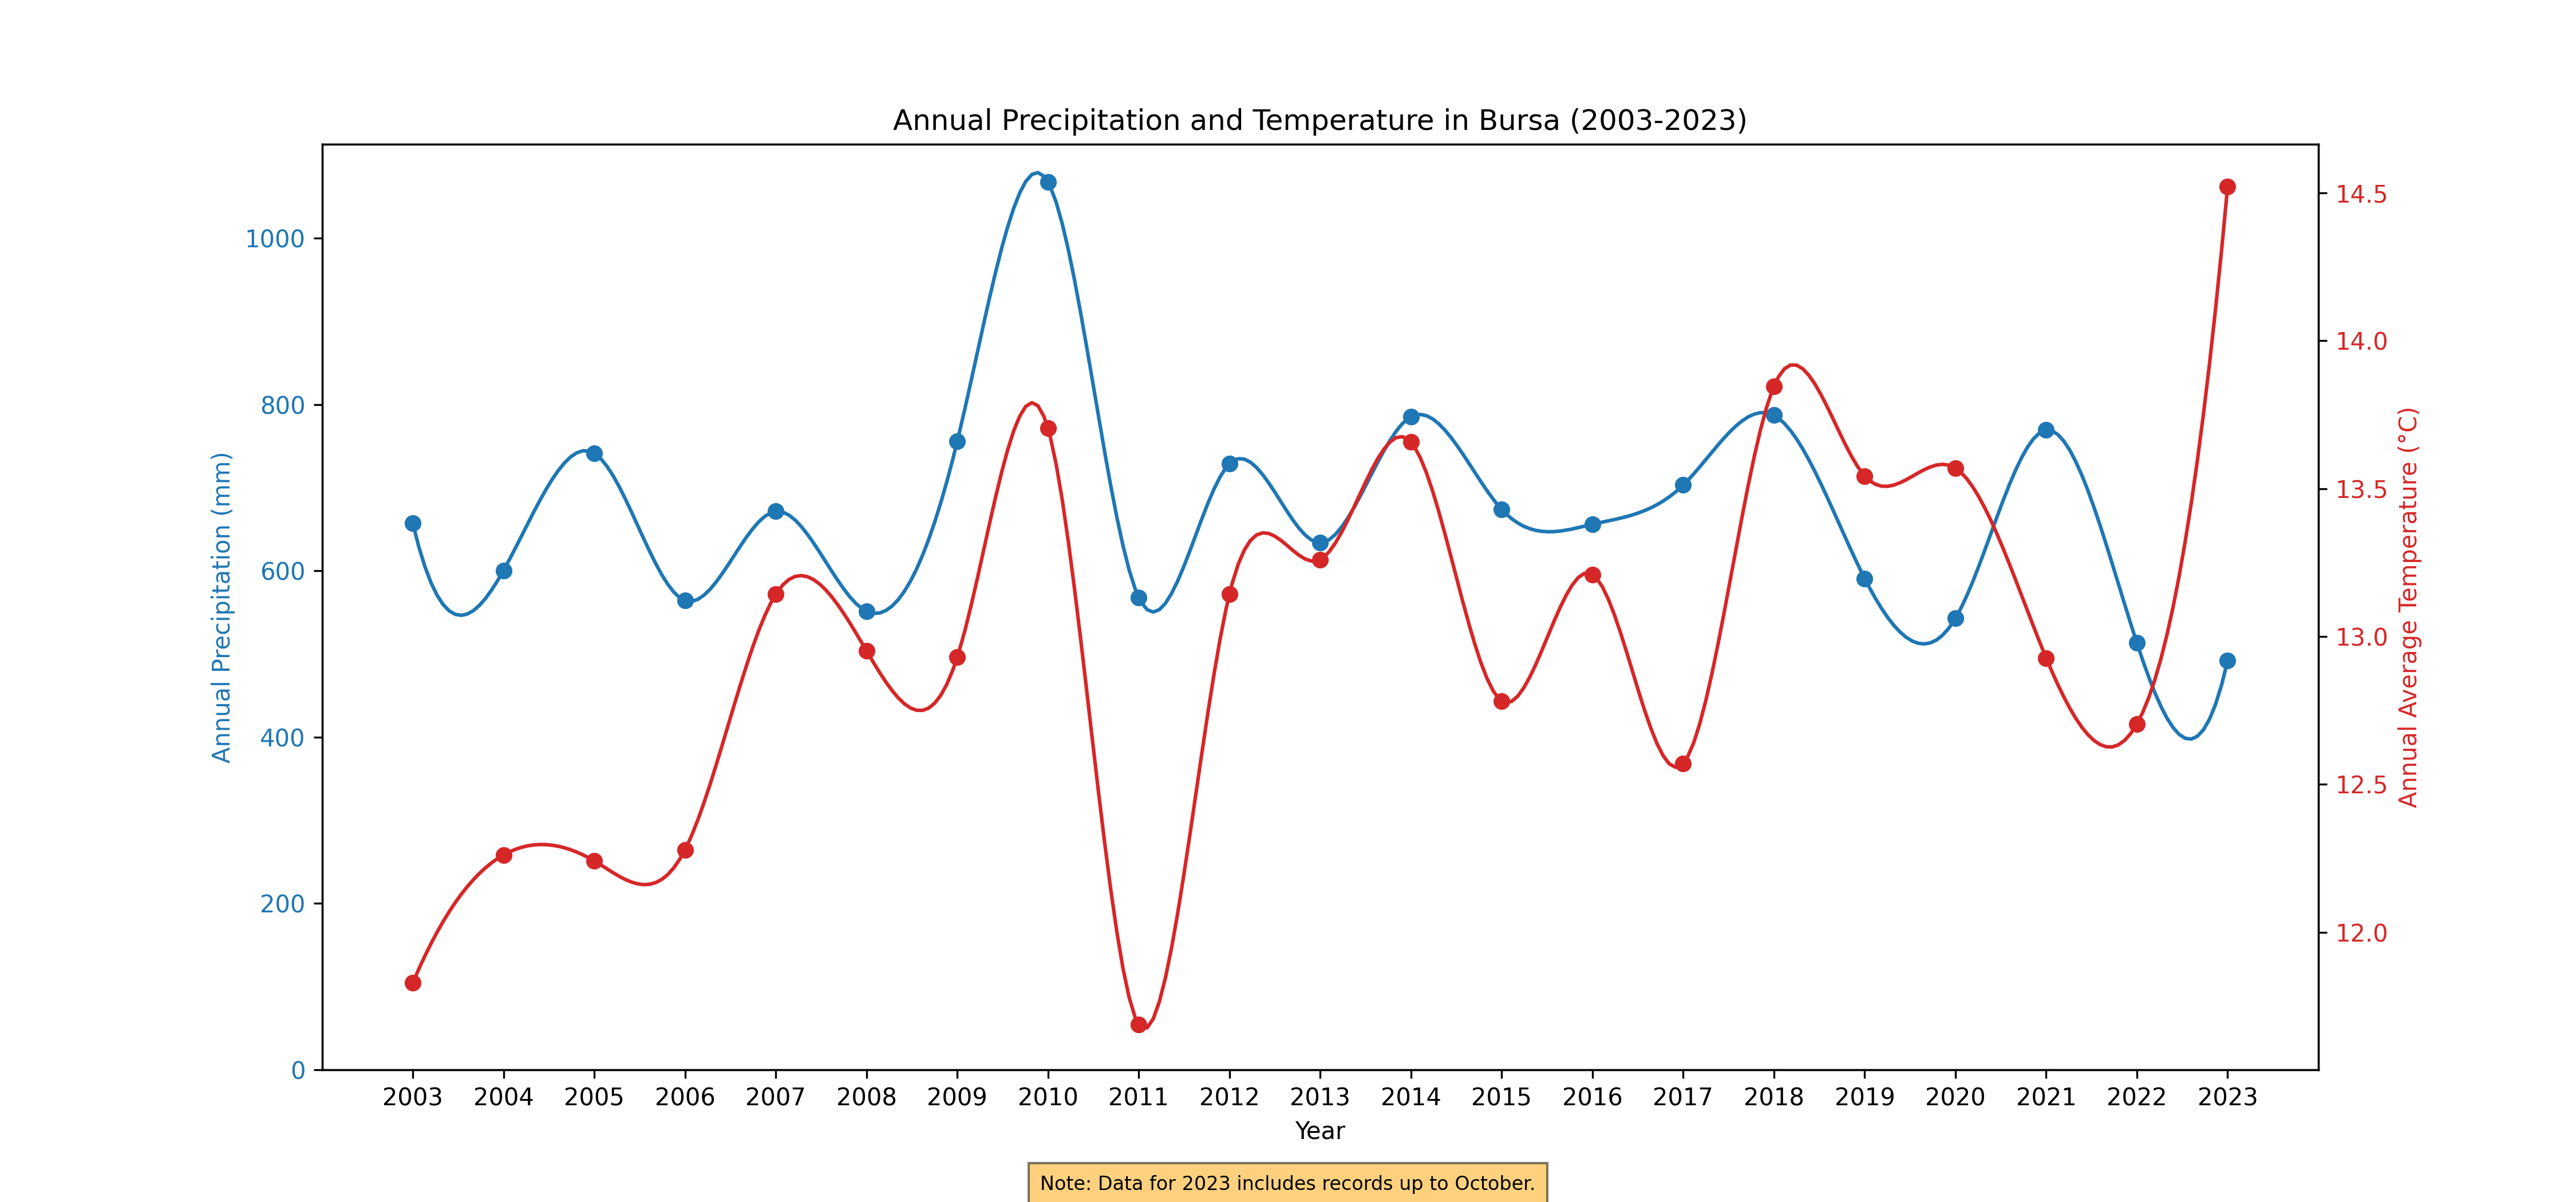 Annual Precipitation and Temperature in Bursa (2003-2023)
Annual Precipitation (mm)
1000
800
600
400
200
0
14.5
14.0
13.5
13.0
12.5
12.0
Annual Average Temperature (°C)
2003 2004 2005 2006 2007 2008 2009 2010 2011 2012 2013 2014 2015 2016 2017 2018 2019 2020 2021 2022 2023
Year
Note: Data for 2023 includes records up to October.